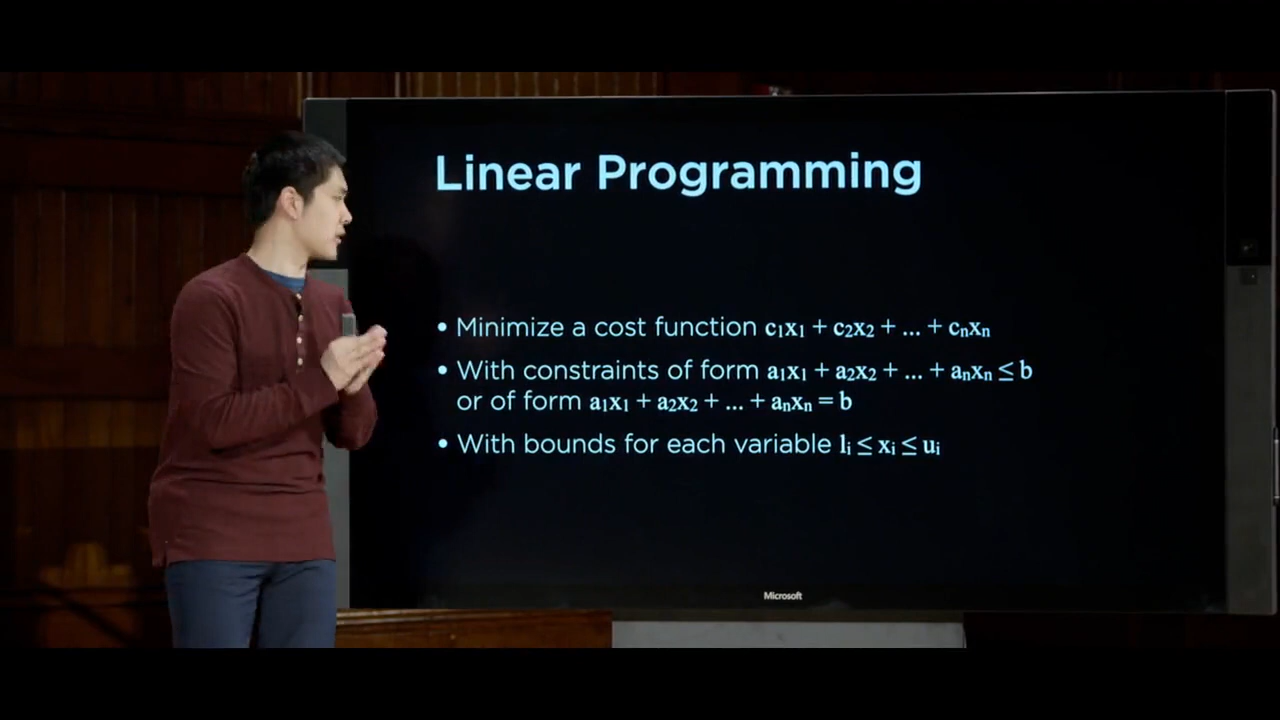 Linear Programming
• Minimize a cost function c₁x₁ + c₂x₂ + ... + cₙxₙ
• With constraints of form a₁x₁ + a₂x₂ + ... + aₙxₙ ≤ b
or of form a₁x₁ + a₂x₂ + ... + aₙxₙ = b
• With bounds for each variable lᵢ ≤ xᵢ ≤ uᵢ
Microsoft